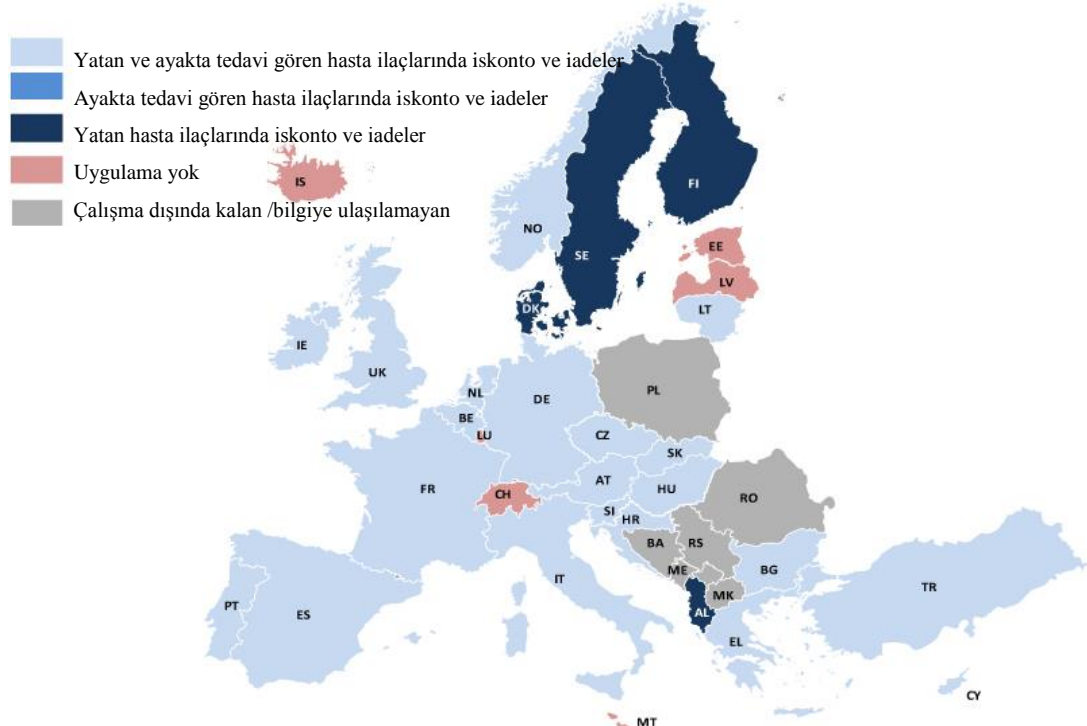 Yatan ve ayakta tedavi gören hasta ilaçlarında iskonto ve iadeler
Ayakta tedavi gören hasta ilaçlarında iskonto ve iadeler
Yatan hasta ilaçlarında iskonto ve iadeler
Uygulama yok
Çalışma dışında kalan /bilgiye ulaşılamayan
IS
FI
NO
EE
SE
LV
DK
LT
IE
UK
PL
NL
DE
BE
LU
CZ
SK
FR
AT
HU
CH
RO
SI
HR
BA
RS
ME
BG
IT
TR
MK
PT
AL
ES
EL
CY
MT